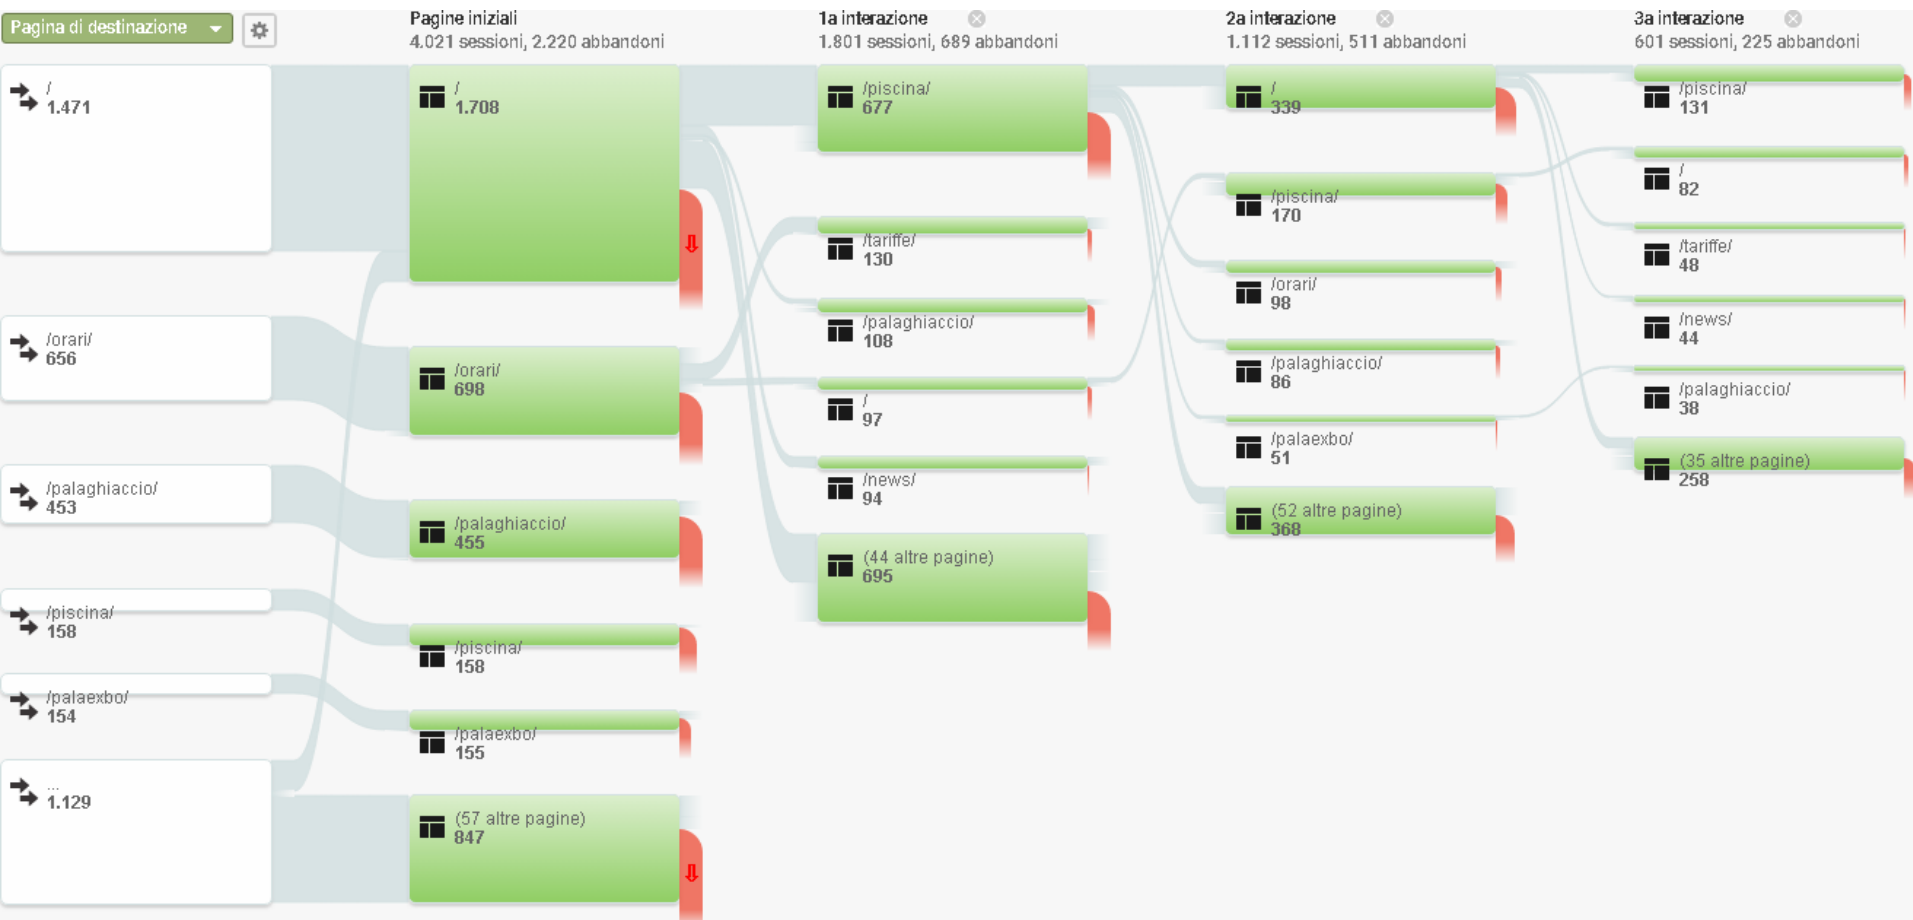 Pagina di destinazione
Pagine iniziali
4.021 sessioni, 2.220 abbandoni
1a interazione
1.801 sessioni, 689 abbandoni
2a interazione
1.112 sessioni, 511 abbandoni
3a interazione
601 sessioni, 225 abbandoni
/
1.471
/orari/
656
/palaghiaccio/
453
/piscina/
158
/palaexbo/
154
...
1.129
/
1.708
/orari/
698
/palaghiaccio/
455
/piscina/
158
/palaexbo/
155
(57 altre pagine)
847
/piscina/
677
/tariffe/
130
/palaghiaccio/
108
/
97
/news/
94
(44 altre pagine)
695
/
339
/piscina/
170
/orari/
98
/palaghiaccio/
86
/palaexbo/
51
(52 altre pagine)
368
/piscina/
131
/
82
/tariffe/
48
/news/
44
/palaghiaccio/
38
(35 altre pagine)
258